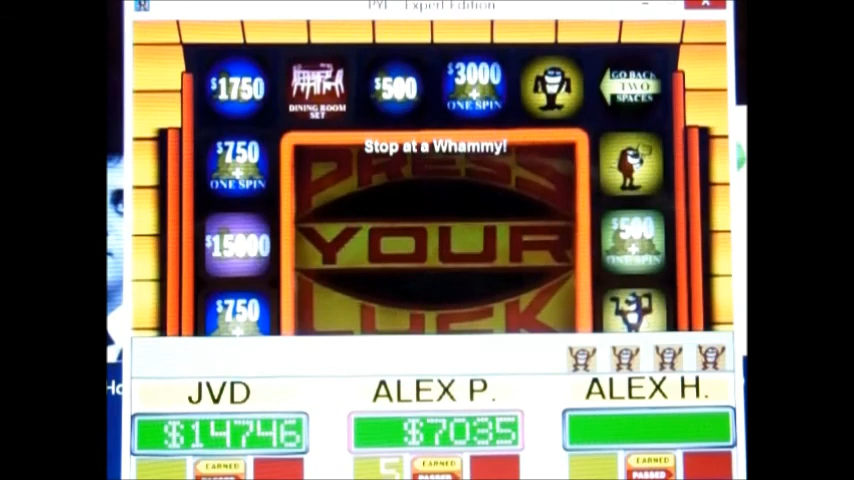 PYL - Expert Edition
$1750
DINING ROOM
SET
$500
$3000
+
ONE SPIN
GO BACK
TWO
SPACES
$750
+
ONE SPIN
Stop at a Whammy!
PRESS
YOUR
LUCK
$15000
$500
+
ONE SPIN
$750
+
JVD
ALEX P.
ALEX H.
$14746
$7035
EARNED
5
EARNED
PASSED
EARNED
PASSED